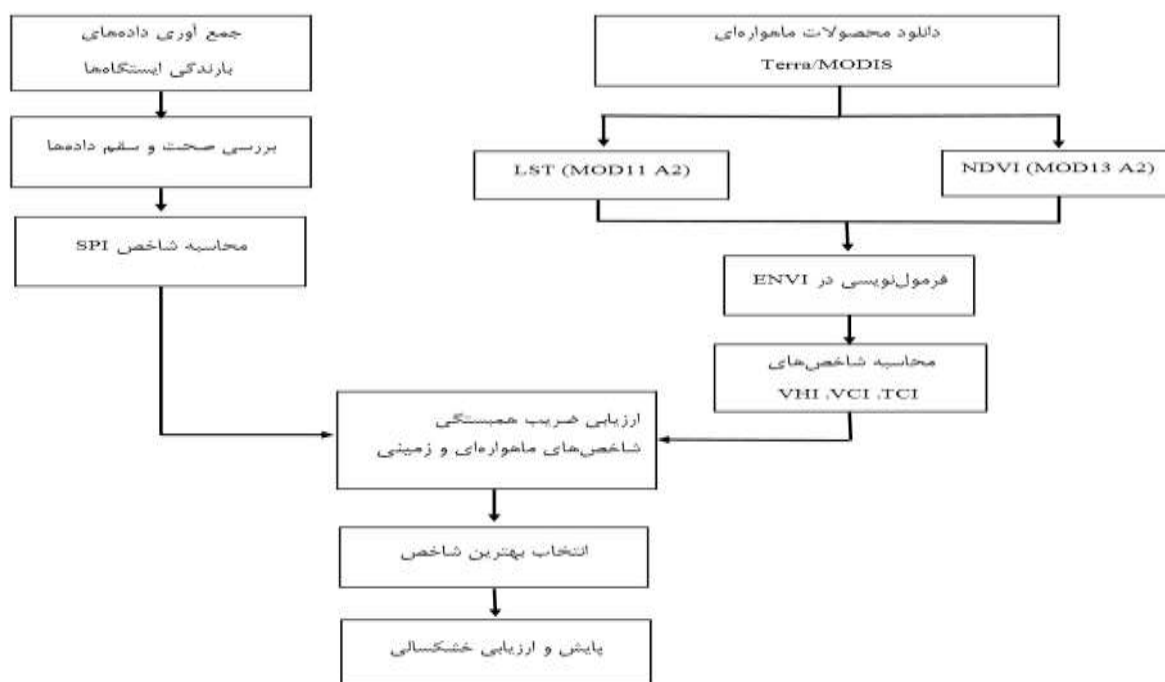 جمع آوری داده‌های
بارندگی ایستگاه‌ها
بررسی صحت و سقم داده‌ها
محاسبه شاخص SPI
دانلود محصولات ماهواره‌ای
Terra/MODIS
LST (MOD11 A2)
NDVI (MOD13 A2)
فرمول‌نویسی در ENVI
محاسبه شاخص‌های
VHI ،VCI ،TCI
ارزیابی ضریب همبستگی
شاخص‌های ماهواره‌ای و زمینی
انتخاب بهترین شاخص
پایش و ارزیابی خشکسالی